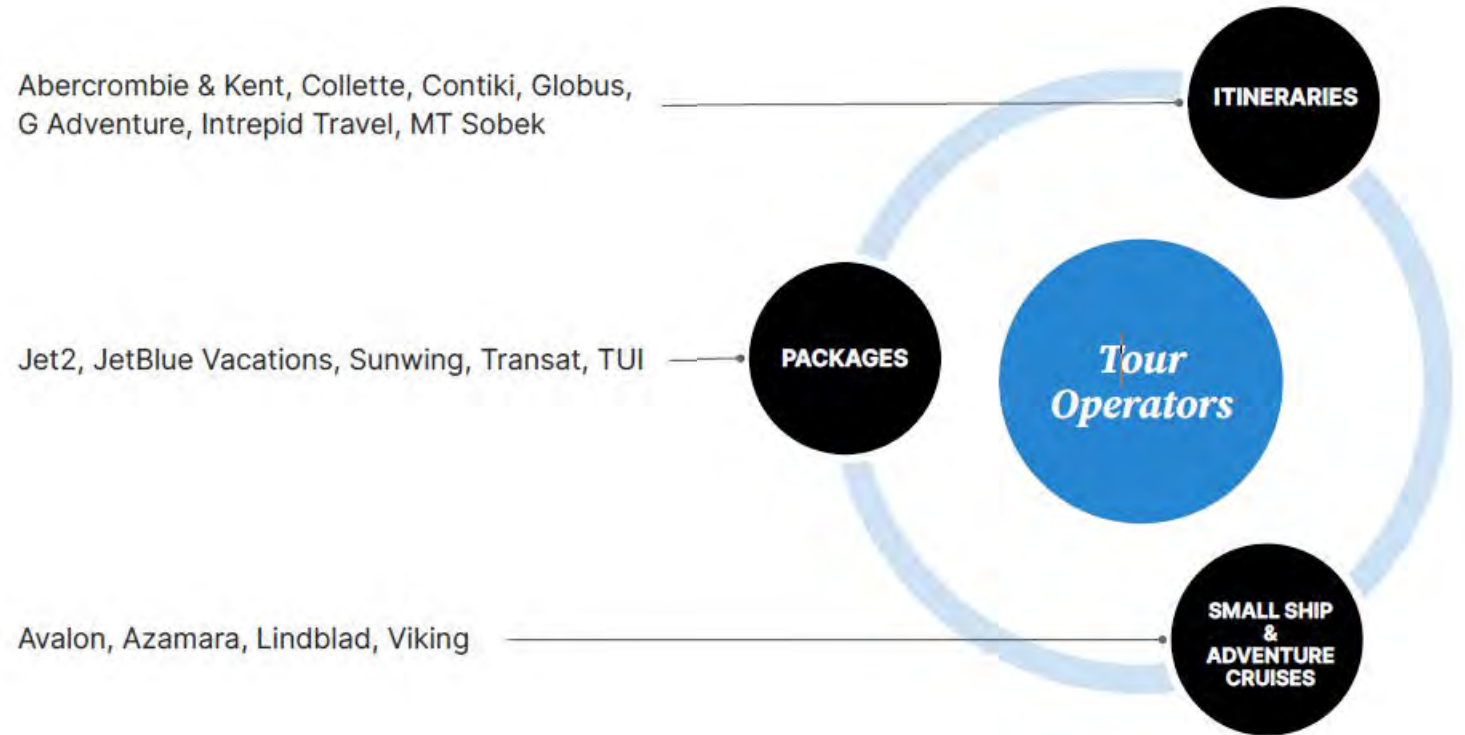 Abercrombie & Kent, Collette, Contiki, Globus,
G Adventure, Intrepid Travel, MT Sobek
ITINERARIES
Jet2, JetBlue Vacations, Sunwing, Transat, TUI
PACKAGES
Tour
Operators
Avalon, Azamara, Lindblad, Viking
SMALL SHIP
&
ADVENTURE
CRUISES